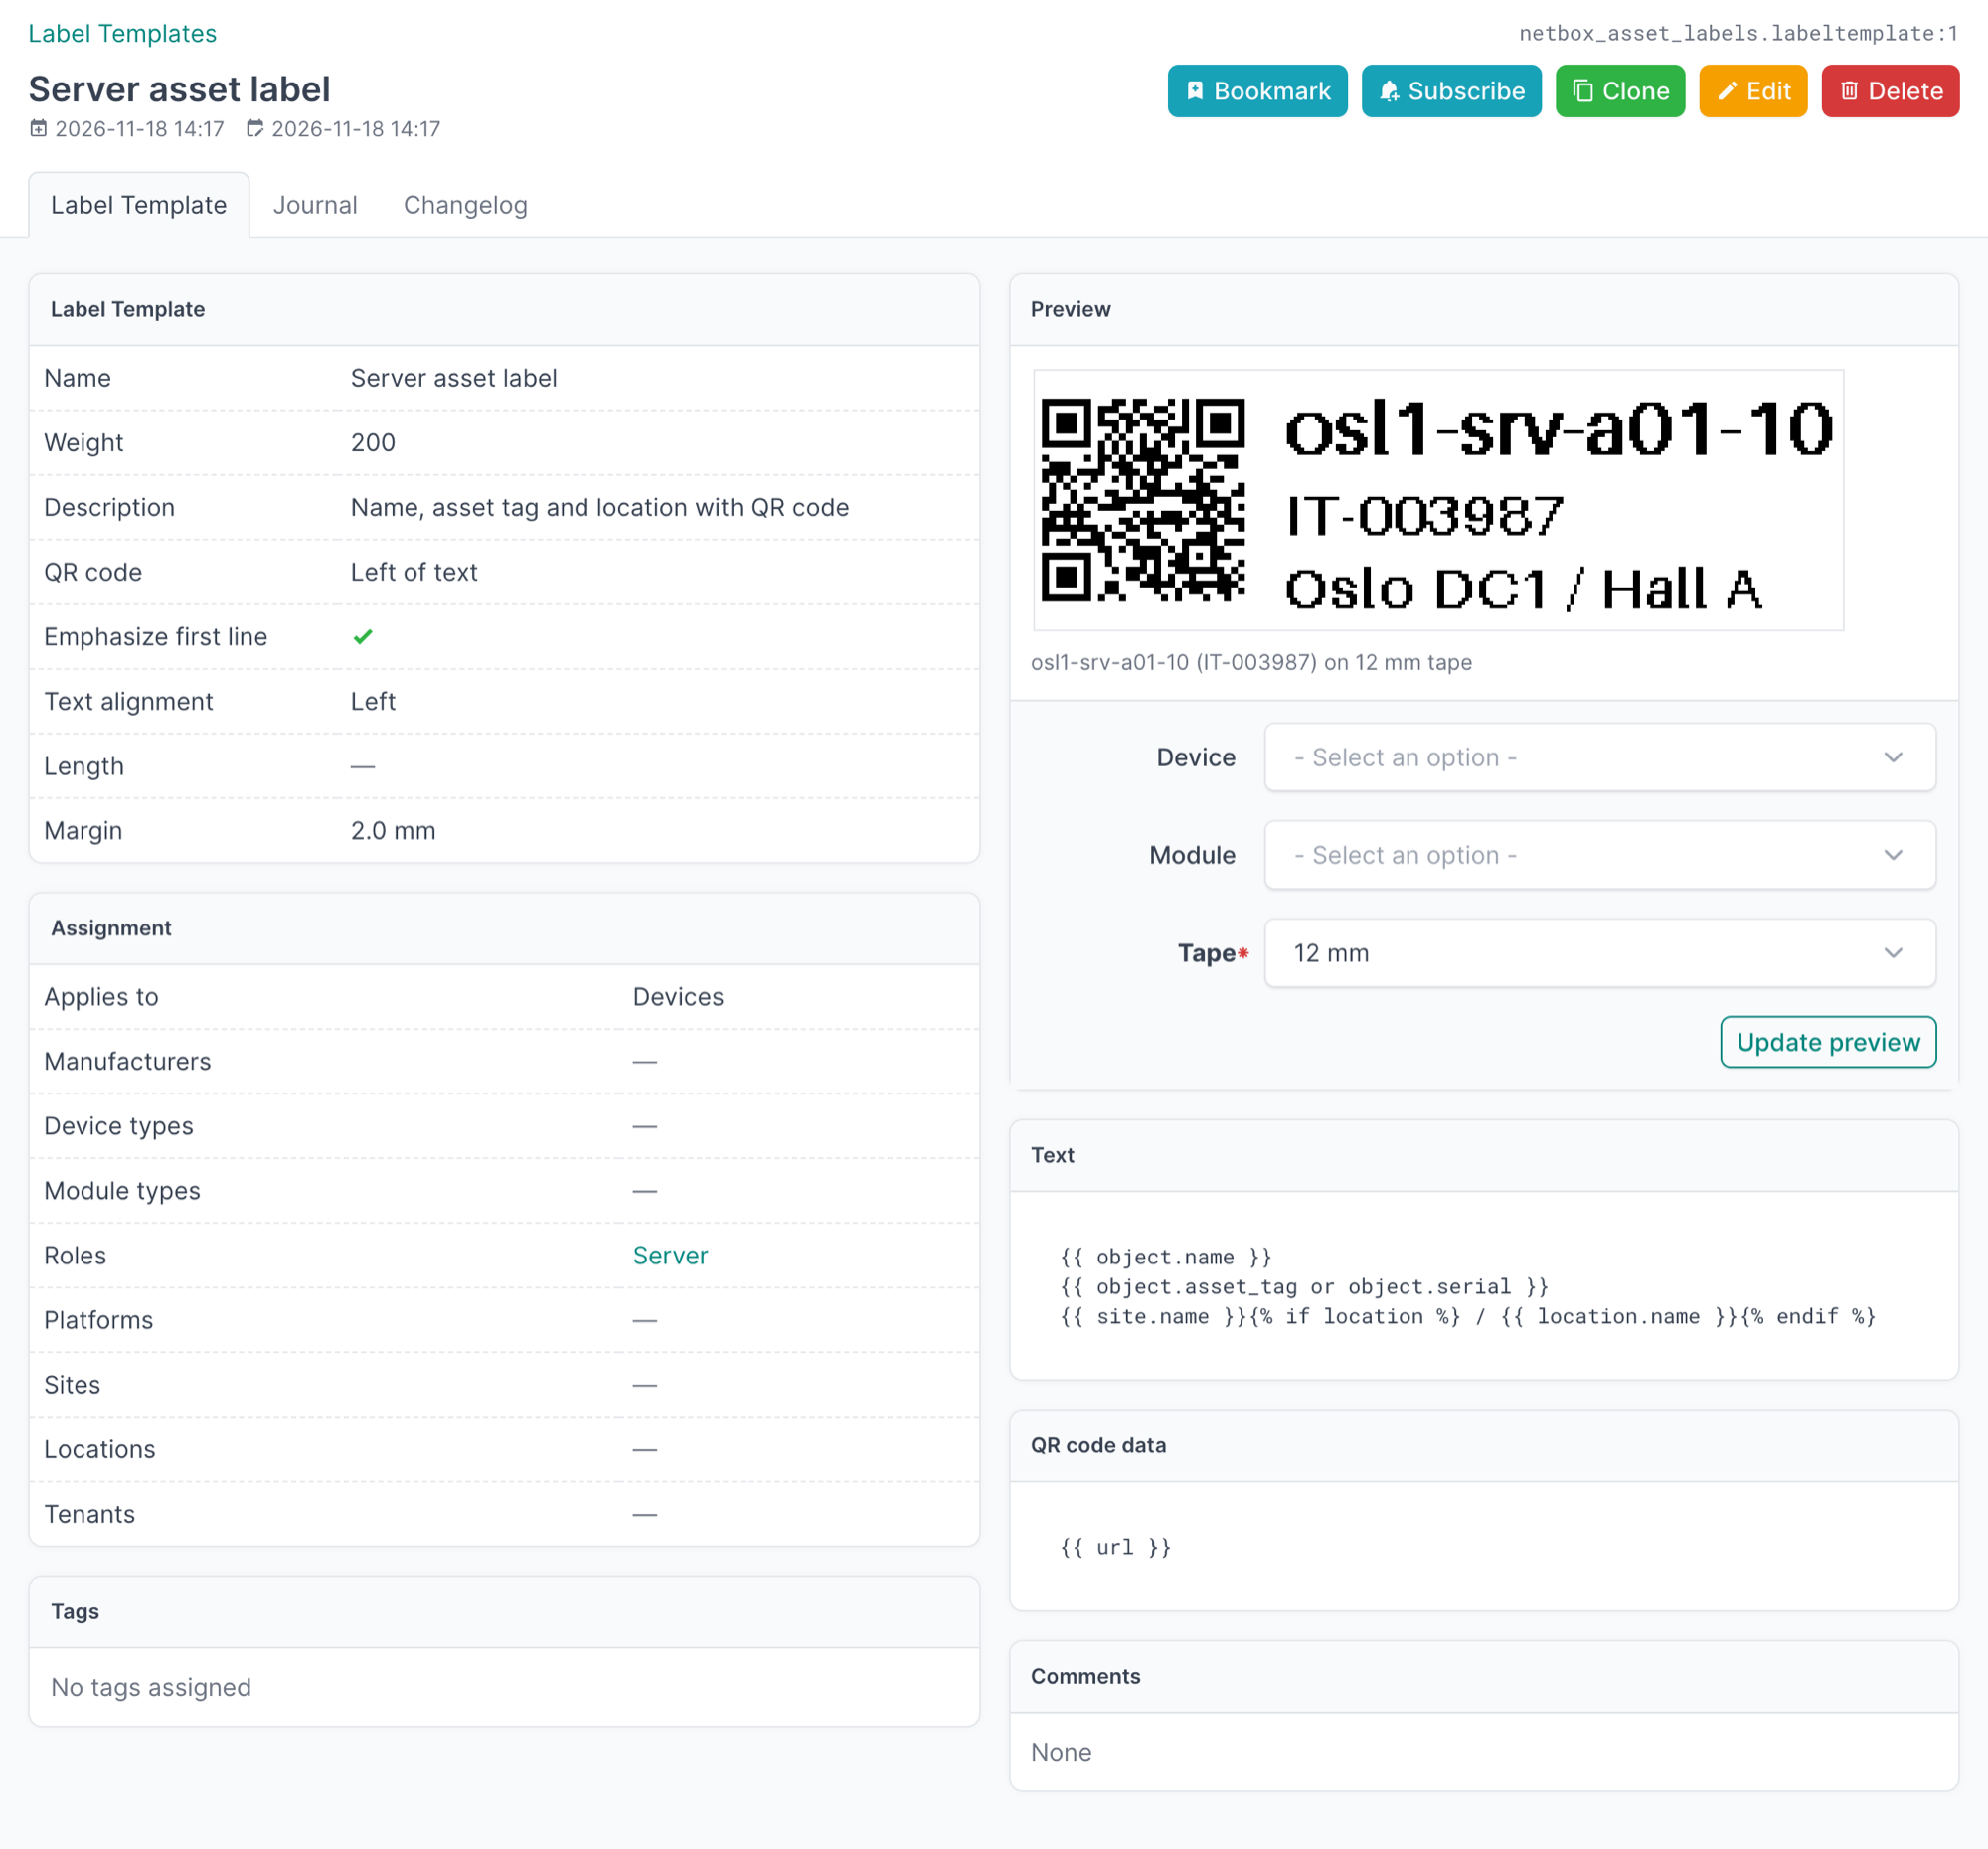 Label Templates
netbox_asset_labels.labeltemplate:1
Server asset label
Bookmark
Subscribe
Clone
Edit
Delete
2026-11-18 14:17
2026-11-18 14:17
Label Template
Journal
Changelog
Label Template
Name Server asset label
Weight 200
Description Name, asset tag and location with QR code
QR code Left of text
Emphasize first line
Text alignment Left
Length —
Margin 2.0 mm
Assignment
Applies to Devices
Manufacturers —
Device types —
Module types —
Roles Server
Platforms —
Sites —
Locations —
Tenants —
Tags
No tags assigned
Preview
osl1-srv-a01-10
IT-003987
Oslo DC1 / Hall A
osl1-srv-a01-10 (IT-003987) on 12 mm tape
Device - Select an option -
Module - Select an option -
Tape* 12 mm
Update preview
Text
{{ object.name }}
{{ object.asset_tag or object.serial }}
{{ site.name }}{% if location %} / {{ location.name }}{% endif %}
QR code data
{{ url }}
Comments
None